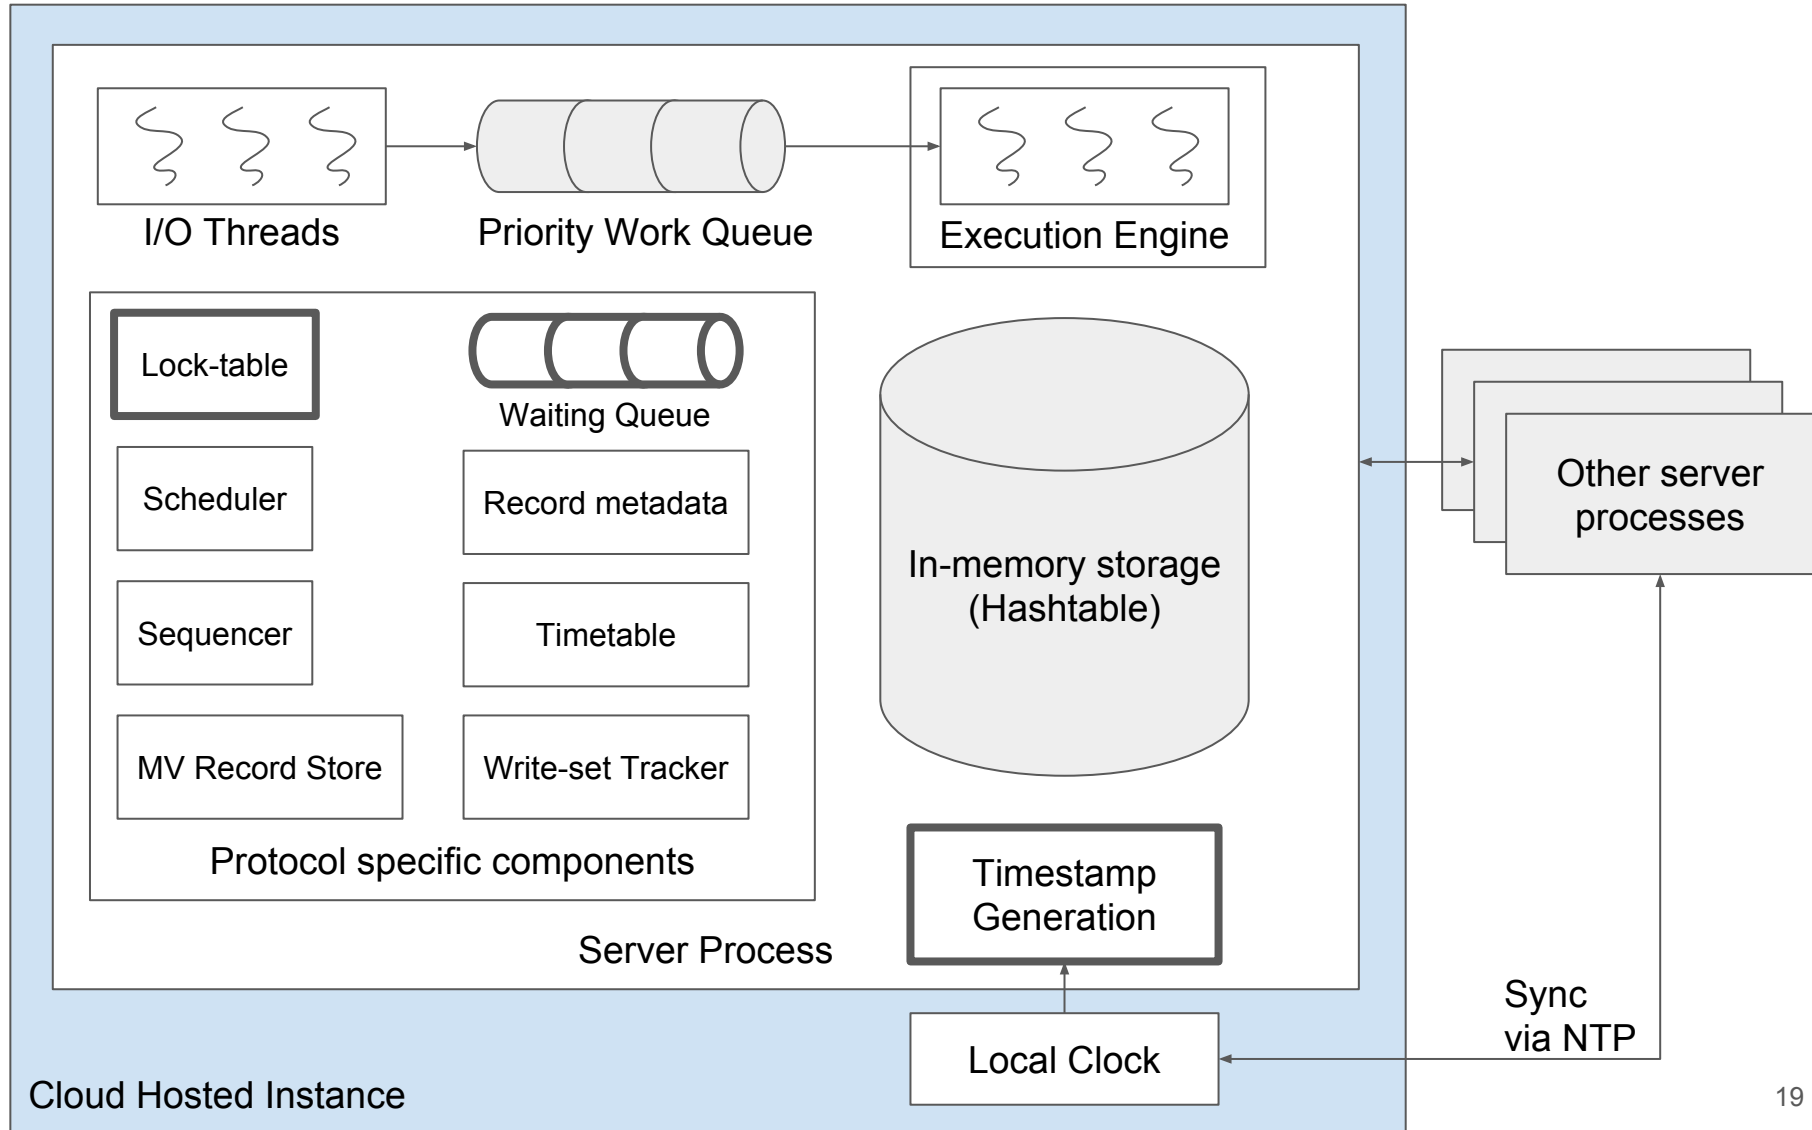 I/O Threads
Priority Work Queue
Execution Engine
Lock-table
Waiting Queue
Scheduler
Record metadata
Sequencer
Timetable
MV Record Store
Write-set Tracker
Protocol specific components
In-memory storage
(Hashtable)
Other server
processes
Timestamp
Generation
Server Process
Sync
via NTP
Local Clock
Cloud Hosted Instance
19